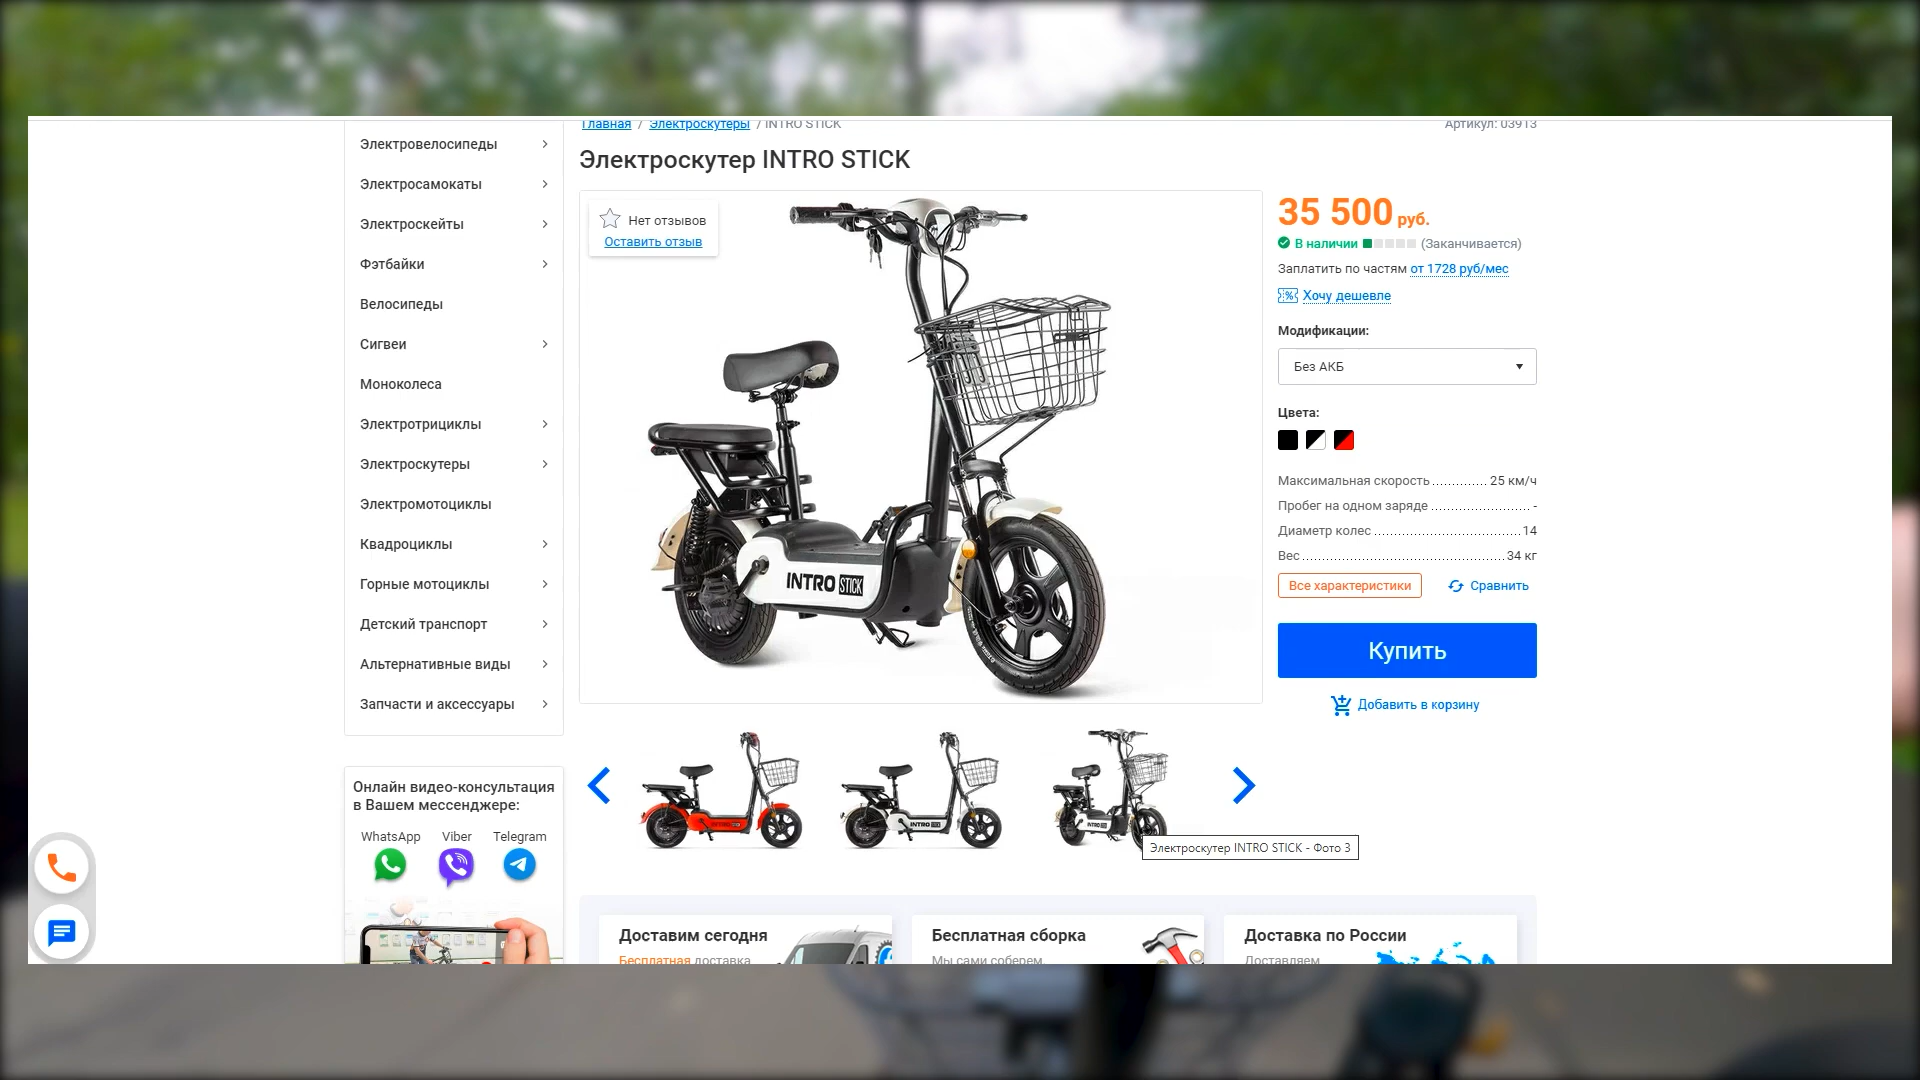 Главная / Электроскутеры / INTRO STICK
Артикул: 03913
Электровелосипеды
Электросамокаты
Электроскейты
Фэтбайки
Велосипеды
Сигвеи
Моноколеса
Электротрициклы
Электроскутеры
Электромотоциклы
Квадроциклы
Горные мотоциклы
Детский транспорт
Альтернативные виды
Запчасти и аксессуары
Онлайн видео-консультация
в Вашем мессенджере:
WhatsApp Viber Telegram
Электроскутер INTRO STICK
Нет отзывов
Оставить отзыв
INTRO STICK
35 500 руб.
В наличии (Заканчивается)
Заплатить по частям от 1728 руб/мес
Хочу дешевле
Модификации:
Без АКБ
Цвета:
Максимальная скорость 25 км/ч
Пробег на одном заряде -
Диаметр колес 14
Вес 34 кг
Все характеристики Сравнить
Купить
Добавить в корзину
Электроскутер INTRO STICK - Фото 3
Доставим сегодня
Бесплатная доставка
Бесплатная сборка
Мы сами соберем
Доставка по России
Доставляем